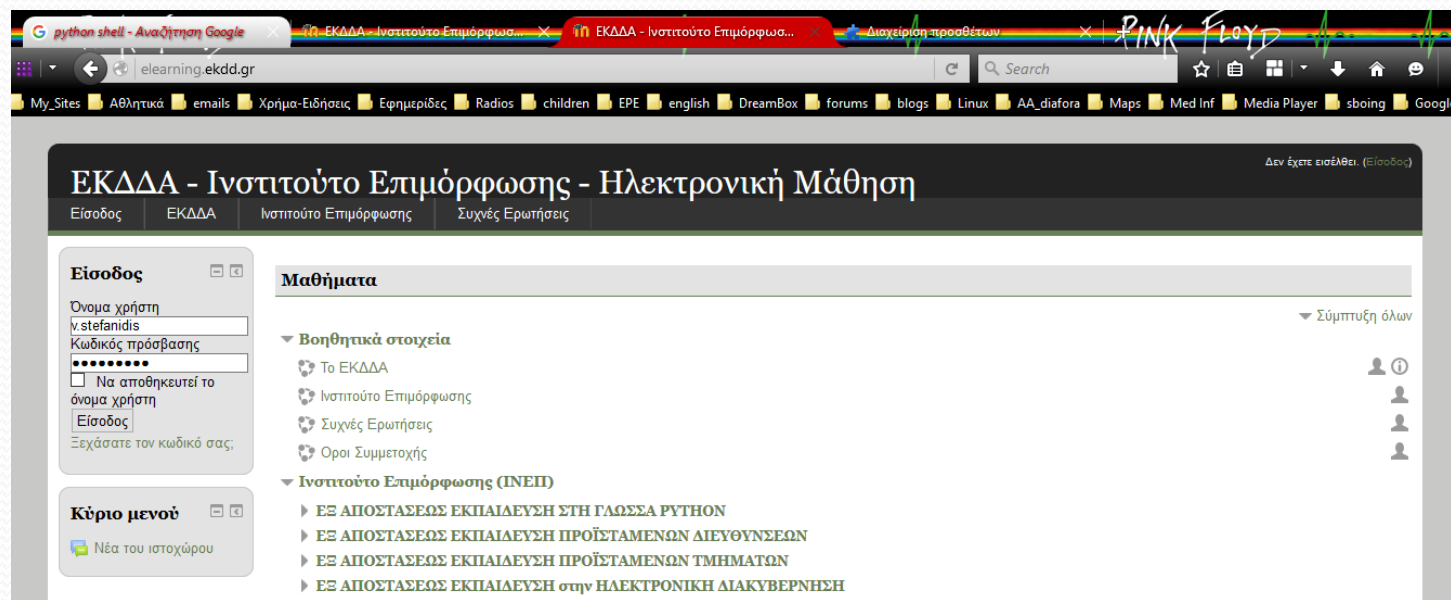 python shell - Αναζήτηση Google
ΕΚΔΔΑ - Ινστιτούτο Επιμόρφωσ...
ΕΚΔΔΑ - Ινστιτούτο Επιμόρφωσ...
Διαχείριση προσθέτων
PINK FLOYD
elearning.ekdd.gr
Search
My_Sites Αθλητικά emails Χρήμα-Ειδήσεις Εφημερίδες Radios children EPE english DreamBox forums blogs Linux AA_diafora Maps Med Inf Media Player sboing Googl
Δεν έχετε εισέλθει. (Είσοδος)
ΕΚΔΔΑ - Ινστιτούτο Επιμόρφωσης - Ηλεκτρονική Μάθηση
Είσοδος ΕΚΔΔΑ Ινστιτούτο Επιμόρφωσης Συχνές Ερωτήσεις
Είσοδος
Όνομα χρήστη
v.stefanidis
Κωδικός πρόσβασης
Να αποθηκευτεί το
όνομα χρήστη
Είσοδος
Ξεχάσατε τον κωδικό σας;
Κύριο μενού
Νέα του ιστοχώρου
Μαθήματα
Σύμπτυξη όλων
Βοηθητικά στοιχεία
Το ΕΚΔΔΑ
Ινστιτούτο Επιμόρφωσης
Συχνές Ερωτήσεις
Οροι Συμμετοχής
Ινστιτούτο Επιμόρφωσης (ΙΝΕΠ)
ΕΞ ΑΠΟΣΤΑΣΕΩΣ ΕΚΠΑΙΔΕΥΣΗ ΣΤΗ ΓΛΩΣΣΑ PYTHON
ΕΞ ΑΠΟΣΤΑΣΕΩΣ ΕΚΠΑΙΔΕΥΣΗ ΠΡΟΪΣΤΑΜΕΝΩΝ ΔΙΕΥΘΥΝΣΕΩΝ
ΕΞ ΑΠΟΣΤΑΣΕΩΣ ΕΚΠΑΙΔΕΥΣΗ ΠΡΟΪΣΤΑΜΕΝΩΝ ΤΜΗΜΑΤΩΝ
ΕΞ ΑΠΟΣΤΑΣΕΩΣ ΕΚΠΑΙΔΕΥΣΗ στην ΗΛΕΚΤΡΟΝΙΚΗ ΔΙΑΚΥΒΕΡΝΗΣΗ